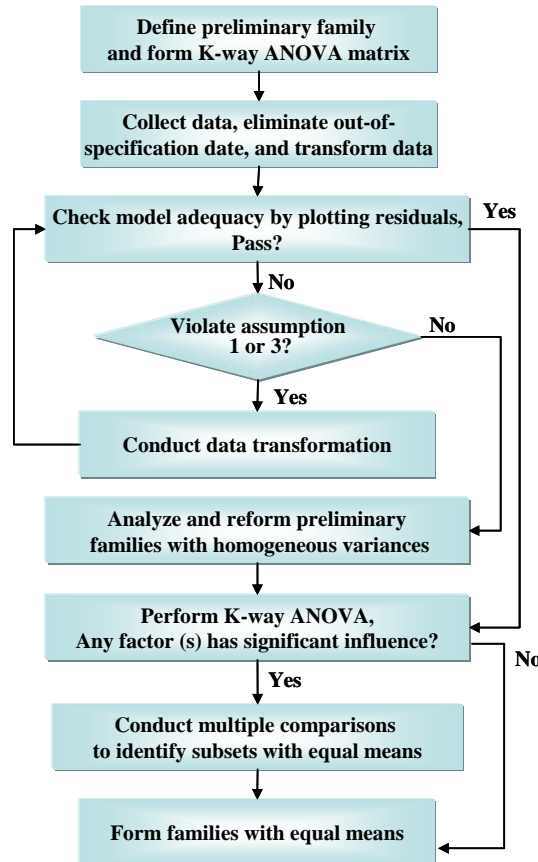 Define preliminary family
and form K-way ANOVA matrix
Collect data, eliminate out-of-
specification date, and transform data
Check model adequacy by plotting residuals,
Pass?
Yes
No
Violate assumption
1 or 3?
No
Yes
Conduct data transformation
Analyze and reform preliminary
families with homogeneous variances
Perform K-way ANOVA,
Any factor (s) has significant influence?
No
Yes
Conduct multiple comparisons
to identify subsets with equal means
Form families with equal means